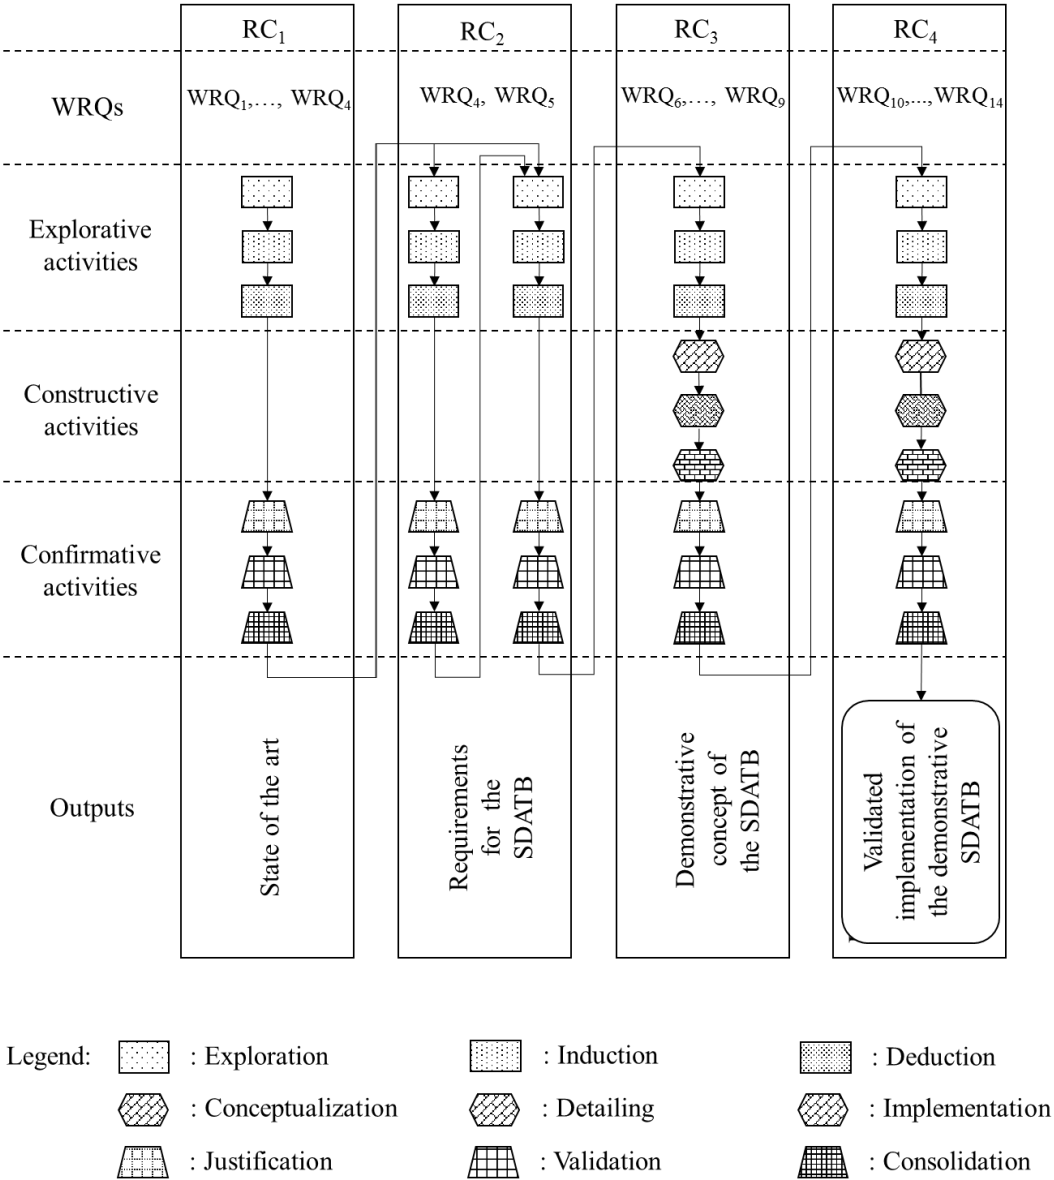 RC1
RC2
RC3
RC4
WRQs
WRQ1,…, WRQ4
WRQ4, WRQ5
WRQ6,…, WRQ9
WRQ10,...,WRQ14
Explorative
activities
Constructive
activities
Confirmative
activities
Outputs
State of the art
Requirements
for the
SDATB
Demonstrative
concept of
the SDATB
Validated
implementation of
the demonstrative
SDATB
Legend:
: Exploration
: Induction
: Deduction
: Conceptualization
: Detailing
: Implementation
: Justification
: Validation
: Consolidation